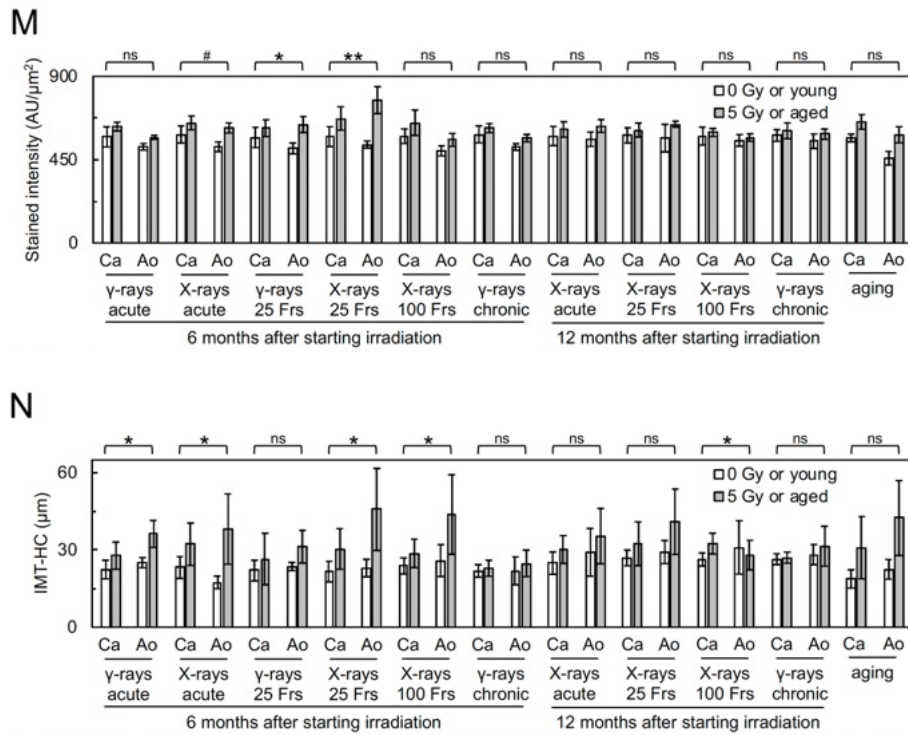 M
ns # * ** ns ns ns ns ns ns ns
900
0 Gy or young
5 Gy or aged
450
0
Stained intensity (AU/μm²)
Ca Ao Ca Ao Ca Ao Ca Ao Ca Ao Ca Ao Ca Ao Ca Ao Ca Ao Ca Ao Ca Ao
γ-rays X-rays γ-rays X-rays X-rays γ-rays X-rays X-rays X-rays γ-rays aging
acute acute 25 Frs 25 Frs 100 Frs chronic acute 25 Frs 100 Frs chronic
6 months after starting irradiation 12 months after starting irradiation
N
* * ns * * ns ns ns * ns ns
60
0 Gy or young
5 Gy or aged
30
0
IMT-HC (μm)
Ca Ao Ca Ao Ca Ao Ca Ao Ca Ao Ca Ao Ca Ao Ca Ao Ca Ao Ca Ao Ca Ao
γ-rays X-rays γ-rays X-rays X-rays γ-rays X-rays X-rays X-rays γ-rays aging
acute acute 25 Frs 25 Frs 100 Frs chronic acute 25 Frs 100 Frs chronic
6 months after starting irradiation 12 months after starting irradiation